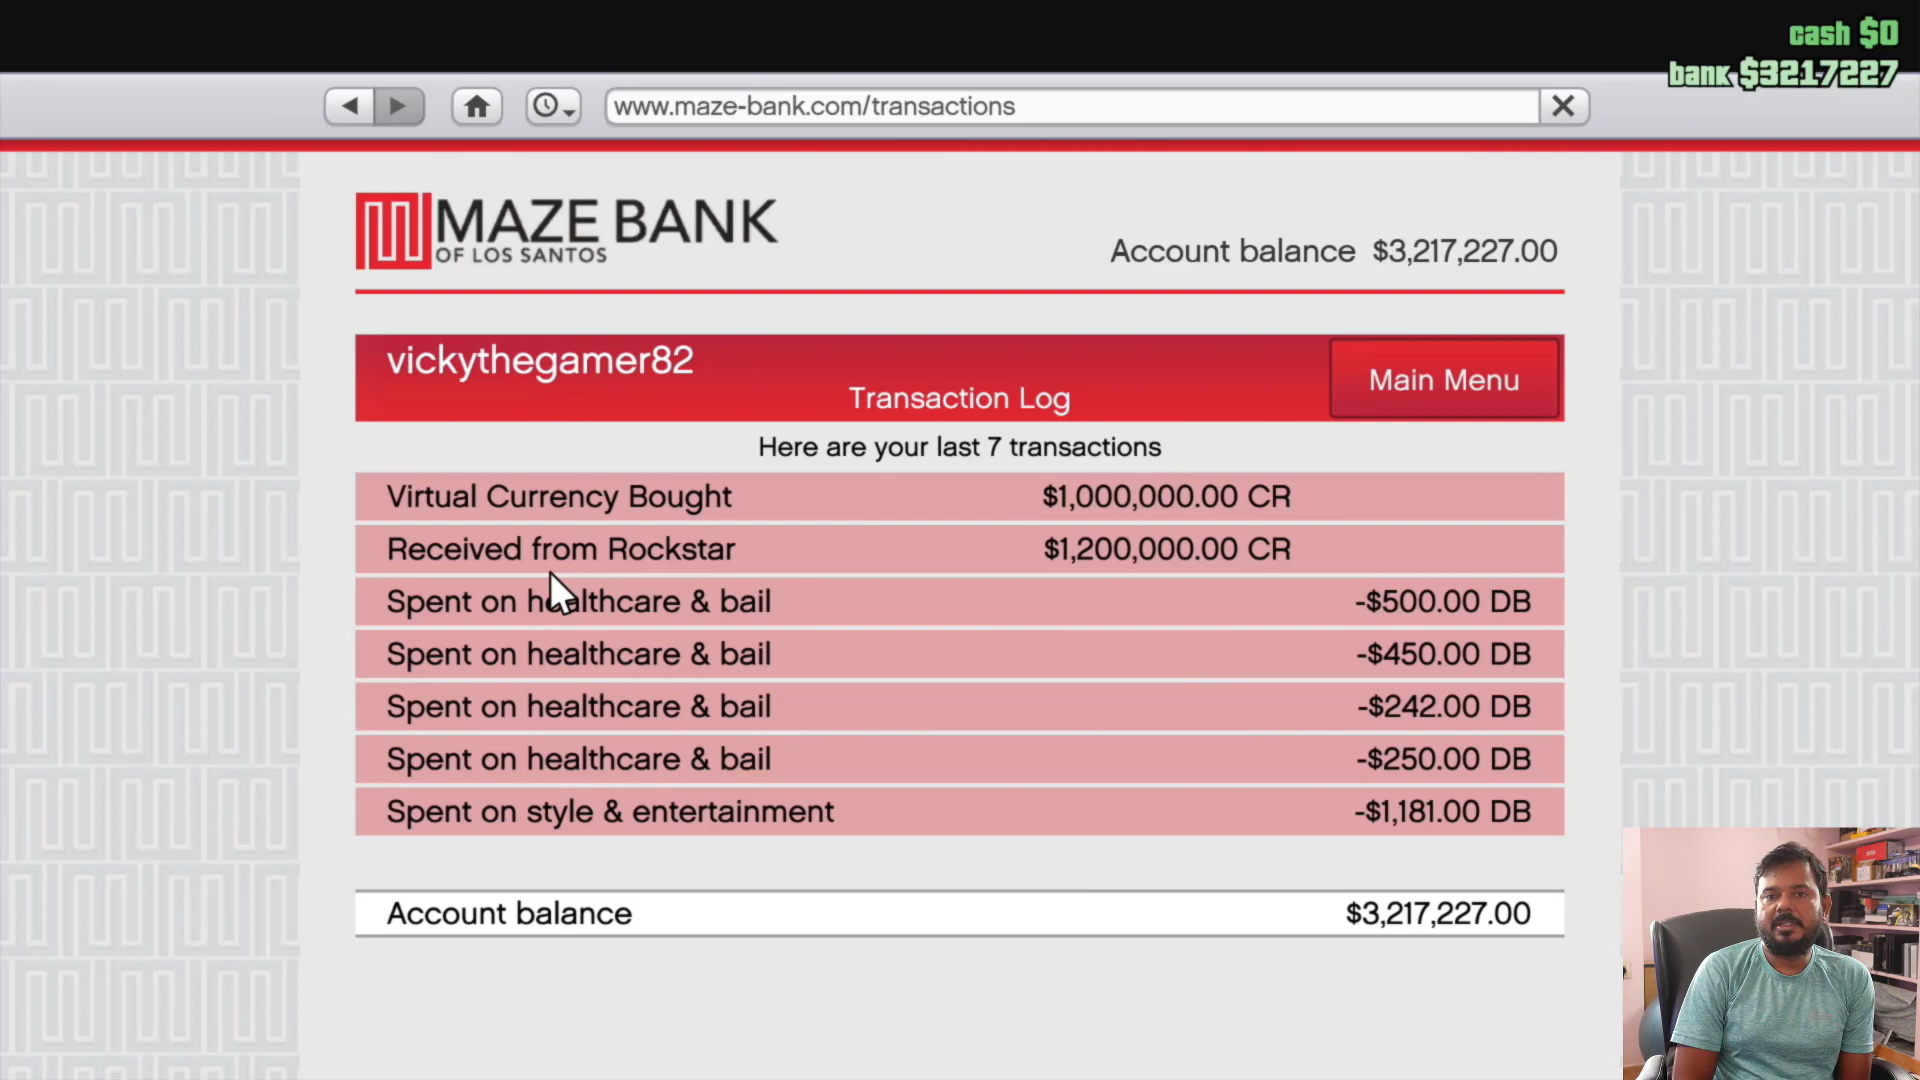 cash $0
bank $3217227
www.maze-bank.com/transactions
MAZE BANK
OF LOS SANTOS
Account balance $3,217,227.00
vickythegamer82
Transaction Log
Main Menu
Here are your last 7 transactions
Virtual Currency Bought $1,000,000.00 CR
Received from Rockstar $1,200,000.00 CR
Spent on healthcare & bail -$500.00 DB
Spent on healthcare & bail -$450.00 DB
Spent on healthcare & bail -$242.00 DB
Spent on healthcare & bail -$250.00 DB
Spent on style & entertainment -$1,181.00 DB
Account balance $3,217,227.00